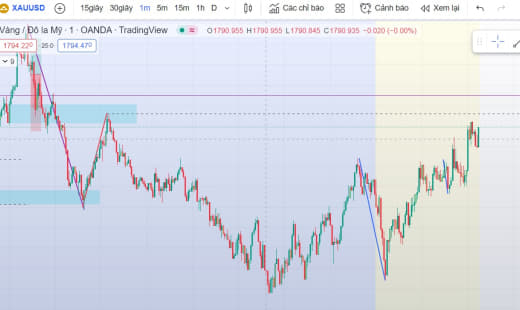 XAUUSD 15giây 30giây 1m 5m 15m 1h D Các chỉ báo Cảnh báo Xem lại
Vàng / Đô la Mỹ · 1 · OANDA · TradingView O1790.955 H1790.955 L1790.845 C1790.935 −0.020 (−0.00%)
1794.220 25.0 1794.470
9